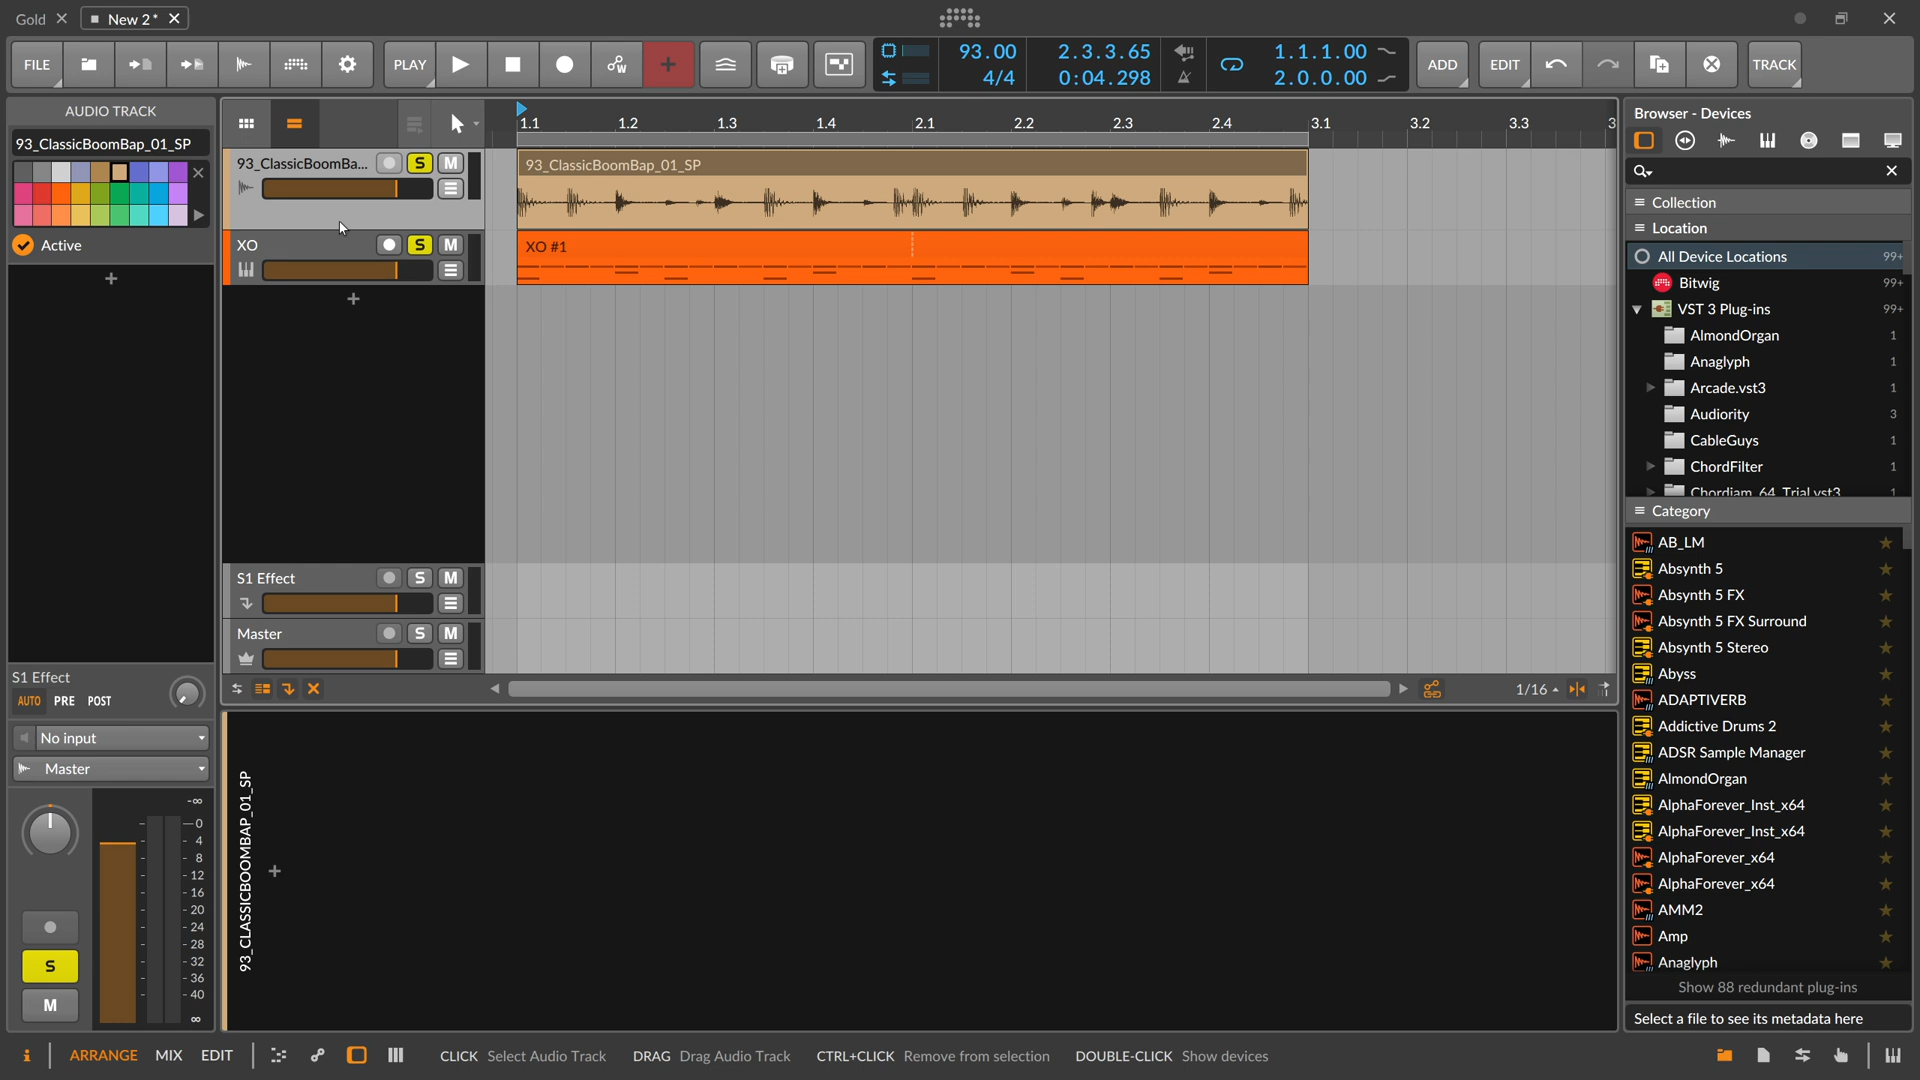 Gold
New 2*
FILE
PLAY
93.00
4/4
2.3.3.65
0:04.298
1.1.1.00
2.0.0.00
ADD
EDIT
TRACK
AUDIO TRACK
93_ClassicBoomBap_01_SP
Active
S1 Effect
AUTO PRE POST
No input
Master
-∞
0
4
8
12
16
20
24
28
32
36
40
∞
S
M
1.1 1.2 1.3 1.4 2.1 2.2 2.3 2.4 3.1 3.2 3.3 3
93_ClassicBoomBa... S M
93_ClassicBoomBap_01_SP
XO S M
XO #1
S1 Effect S M
Master S M
1/16
93_CLASSICBOOMBAP_01_SP
Browser - Devices
Collection
Location
All Device Locations 99+
Bitwig 99+
VST 3 Plug-ins 99+
AlmondOrgan 1
Anaglyph 1
Arcade.vst3 1
Audiority 3
CableGuys 1
ChordFilter 1
Chordjam_64_Trial.vst3 1
Category
AB_LM
Absynth 5
Absynth 5 FX
Absynth 5 FX Surround
Absynth 5 Stereo
Abyss
ADAPTIVERB
Addictive Drums 2
ADSR Sample Manager
AlmondOrgan
AlphaForever_Inst_x64
AlphaForever_Inst_x64
AlphaForever_x64
AlphaForever_x64
AMM2
Amp
Anaglyph
Show 88 redundant plug-ins
Select a file to see its metadata here
i ARRANGE MIX EDIT
CLICK Select Audio Track DRAG Drag Audio Track CTRL+CLICK Remove from selection DOUBLE-CLICK Show devices